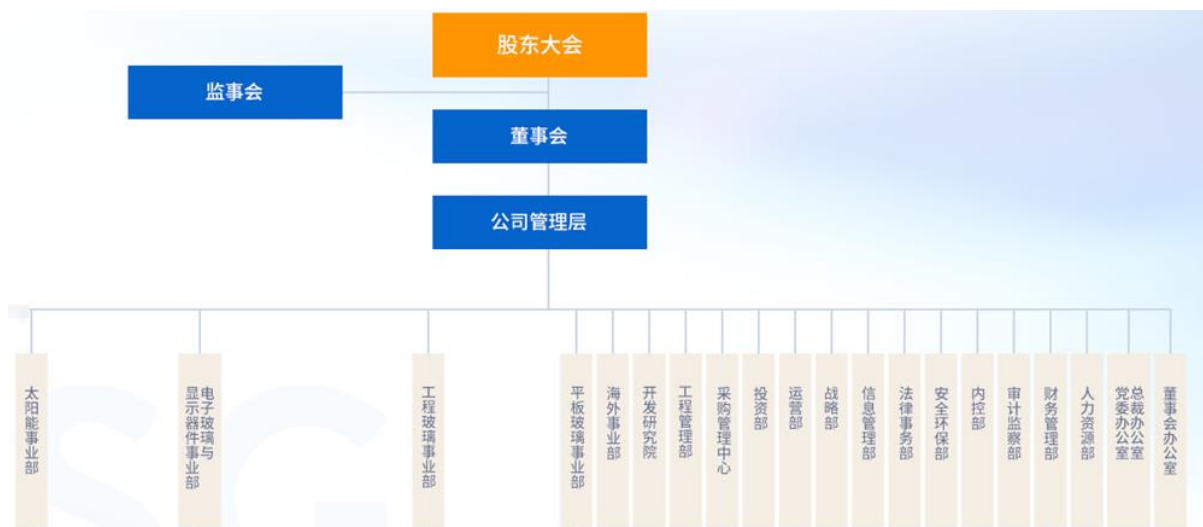 股东大会
监事会
董事会
公司管理层
太阳能事业部
电子玻璃与
显示器件事业部
工程玻璃事业部
平板玻璃事业部
海外事业部
开发研究院
工程管理部
采购管理中心
投资部
运营部
战略部
信息管理部
法律事务部
安全环保部
内控部
审计监察部
财务管理部
人力资源部
总裁办公室
党委办公室
董事会办公室
SG